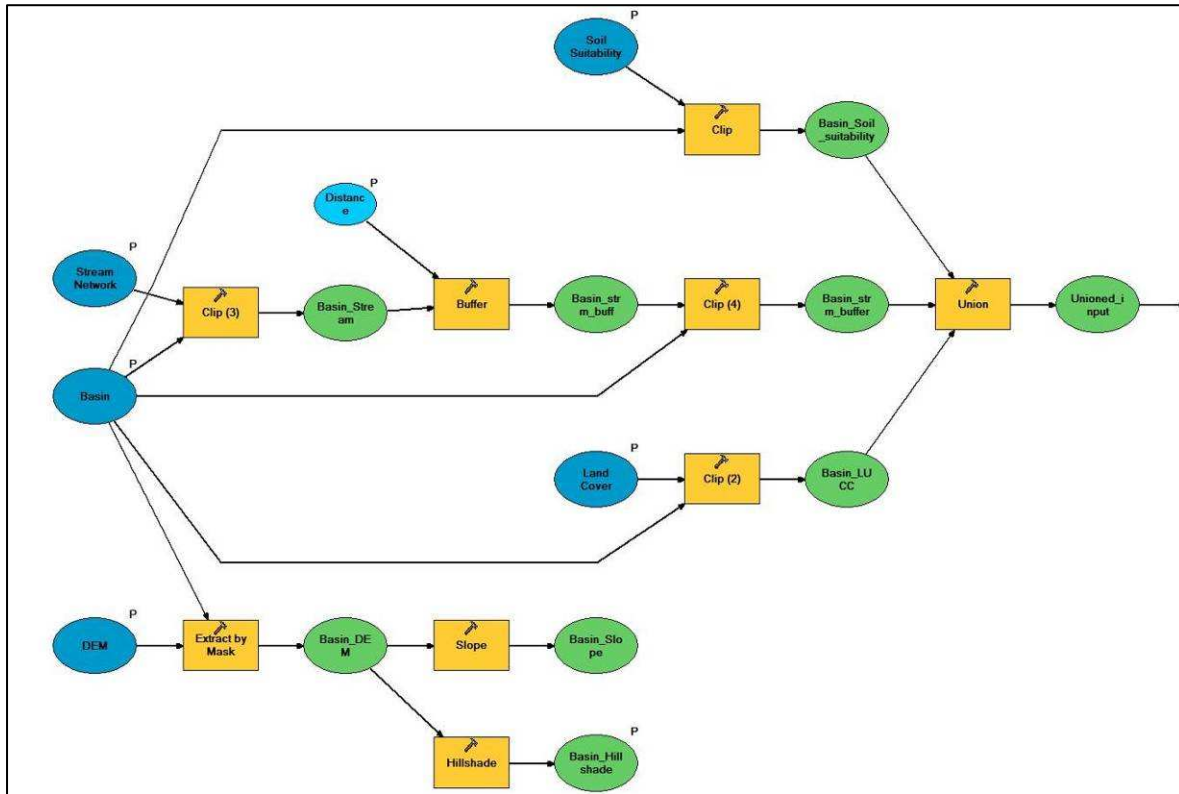 P
Soil
Suitability
Clip
Basin_Soil
_suitability
P
Distanc
e
P
Stream
Network
Clip (3)
Basin_Stre
am
Buffer
Basin_str
m_buff
Clip (4)
Basin_str
m_buffer
Union
Unioned_i
nput
P
Basin
P
Land
Cover
Clip (2)
Basin_LU
CC
P
DEM
Extract by
Mask
Basin_DE
M
Slope
Basin_Slo
pe
P
Hillshade
Basin_Hill
shade